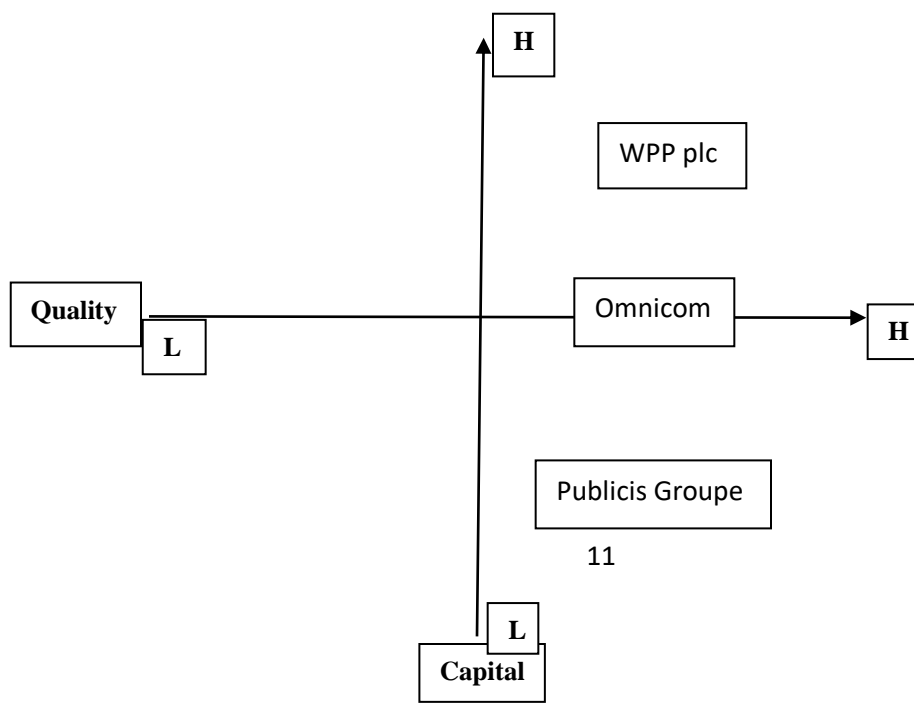 H
WPP plc
Quality
Omnicom
L
H
Publicis Groupe
11
L
Capital